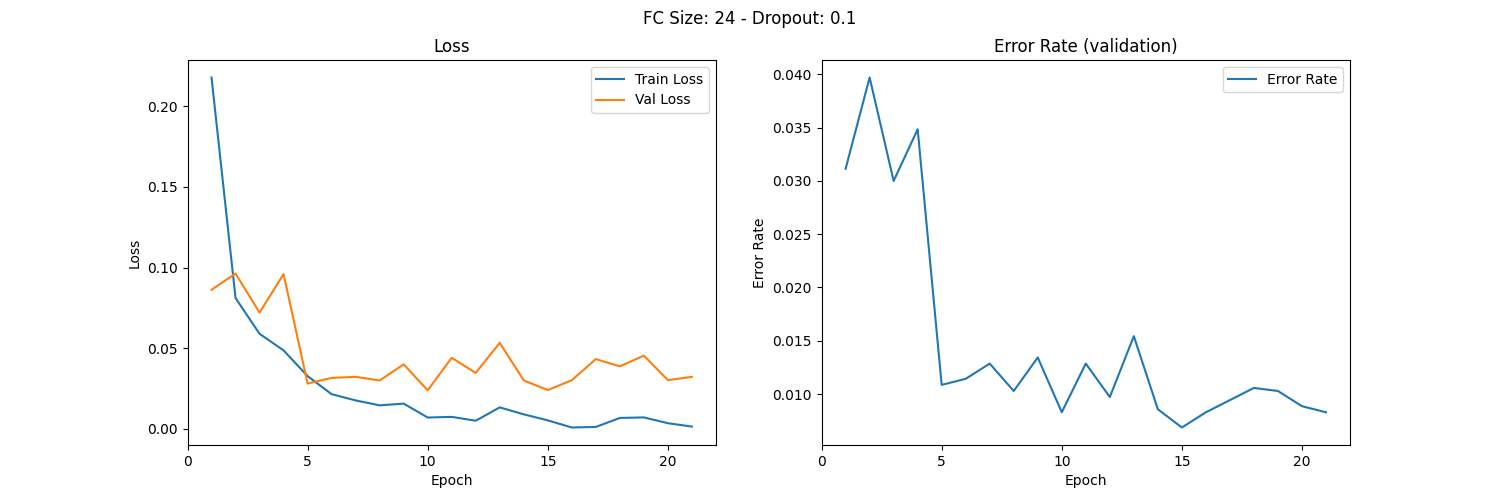 FC Size: 24 - Dropout: 0.1
Loss
Train Loss
Val Loss
0.20
0.15
0.10
0.05
0.00
Loss
0
5
10
15
20
Epoch
Error Rate (validation)
Error Rate
0.040
0.035
0.030
0.025
0.020
0.015
0.010
Error Rate
0
5
10
15
20
Epoch